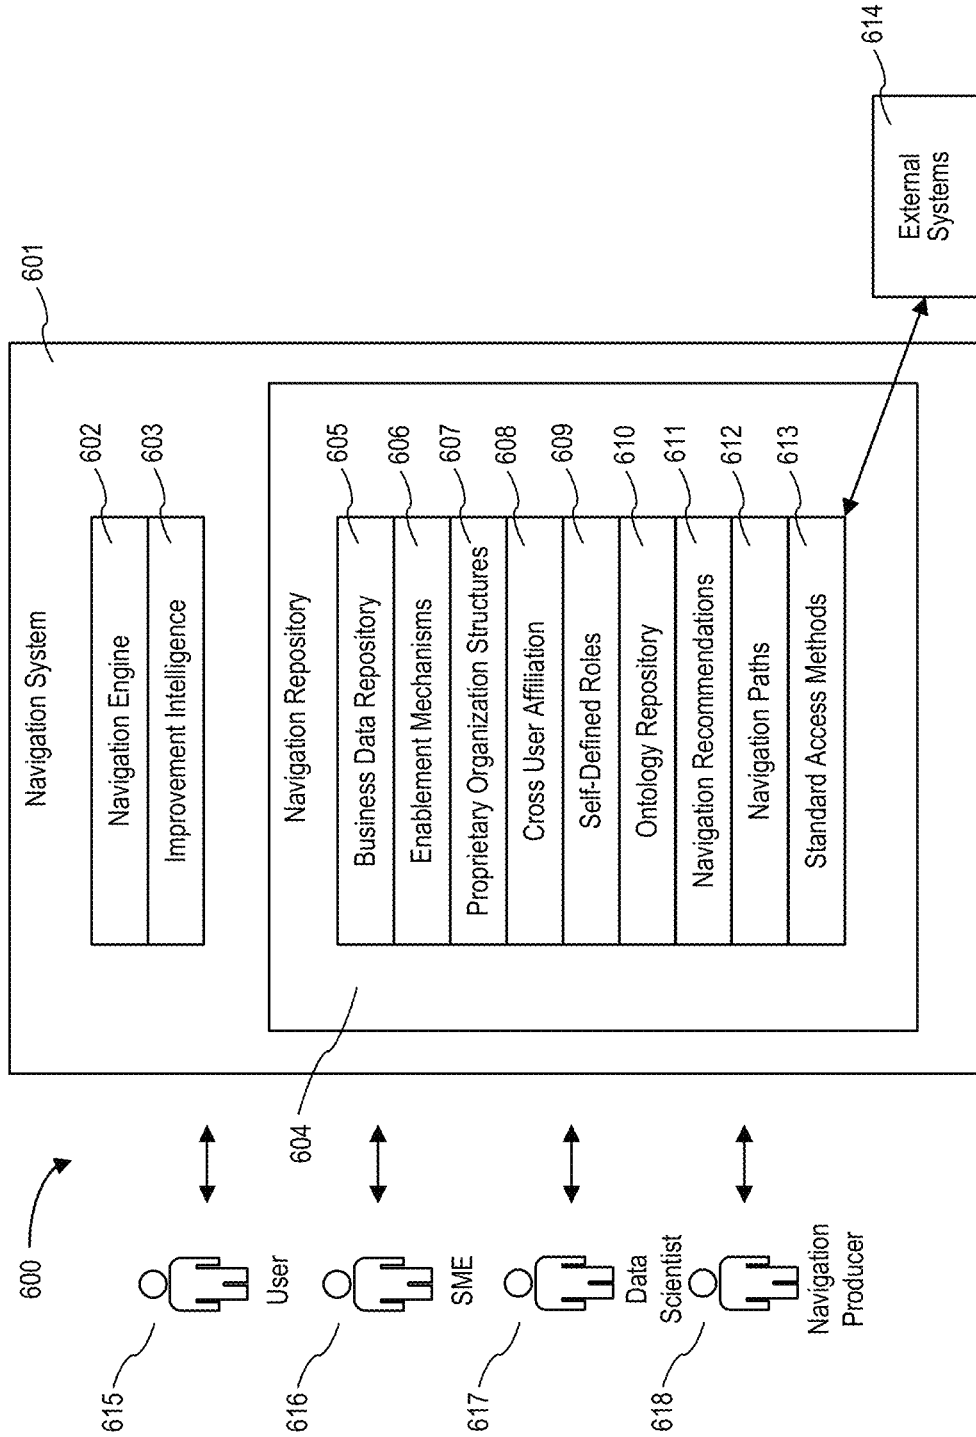 600
601
Navigation System
602
Navigation Engine
603
Improvement Intelligence
604
Navigation Repository
605
Business Data Repository
606
Enablement Mechanisms
607
Proprietary Organization Structures
608
Cross User Affiliation
609
Self-Defined Roles
610
Ontology Repository
611
Navigation Recommendations
612
Navigation Paths
613
Standard Access Methods
614
External
Systems
615
User
616
SME
617
Data
Scientist
618
Navigation
Producer